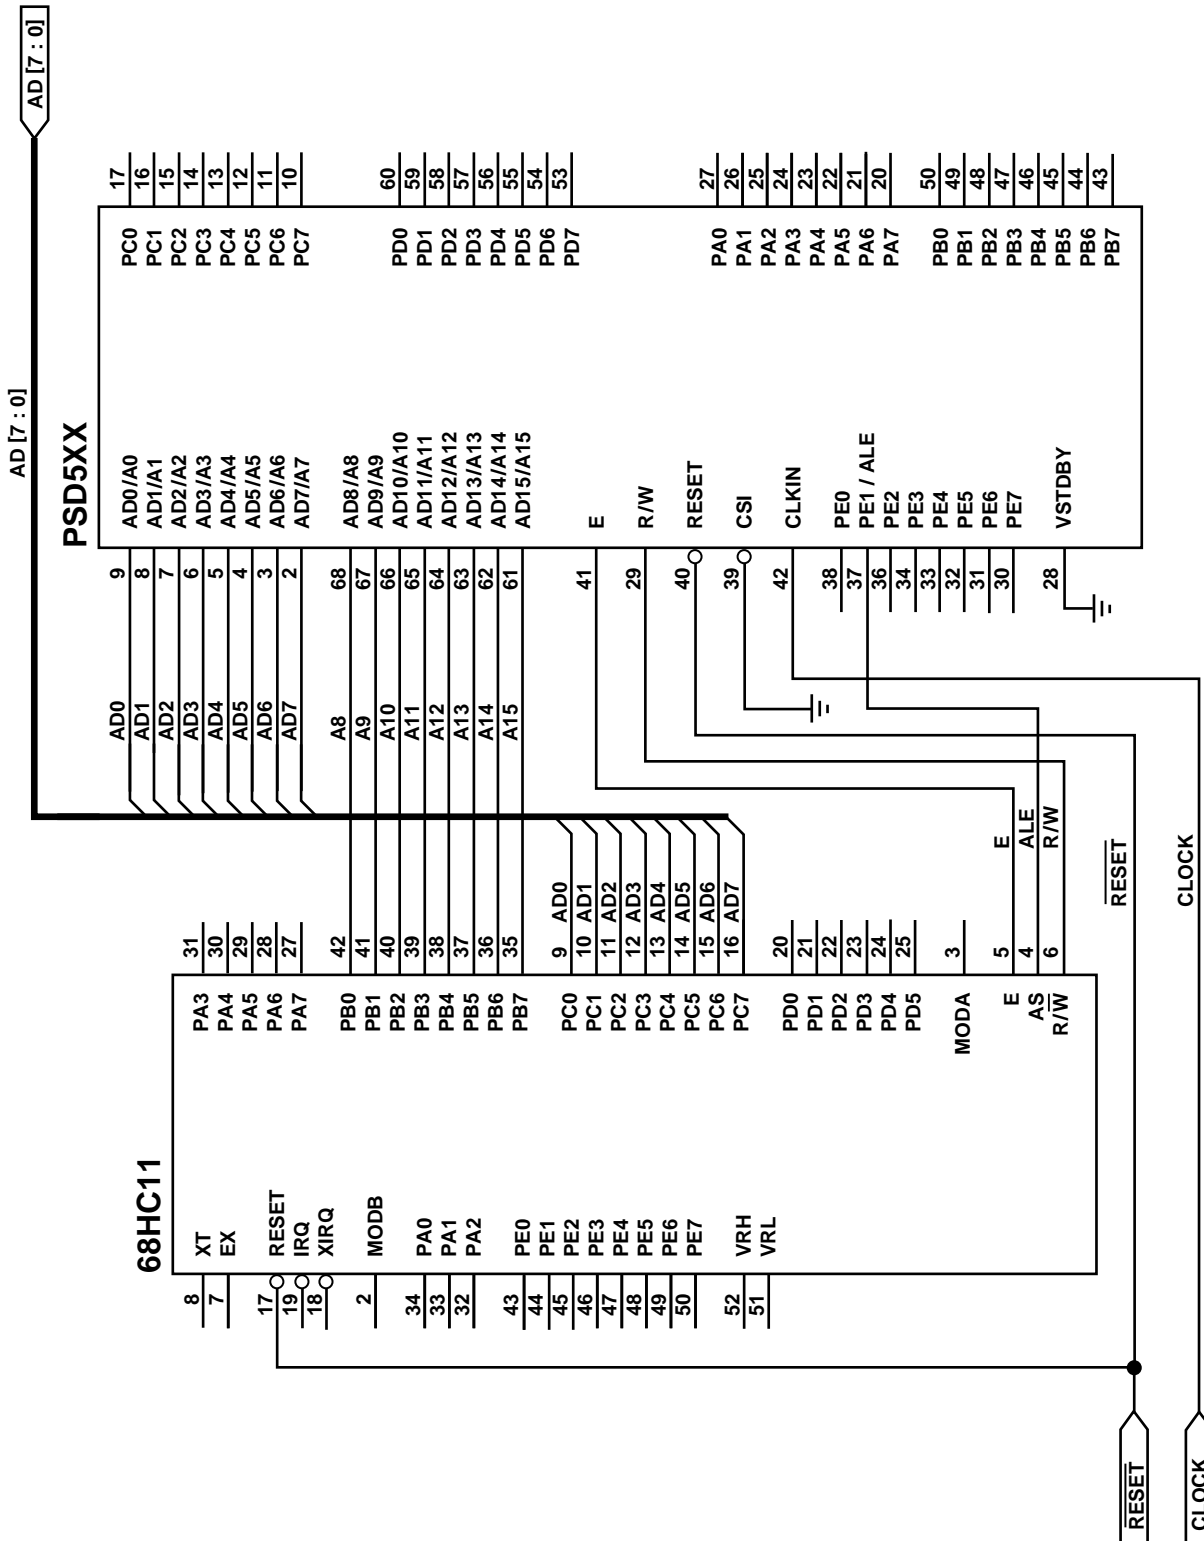 AD [7 : 0]
AD [7 : 0]
68HC11
8 XT
7 EX
17 RESET
19 IRQ
18 XIRQ
2 MODB
34 PA0
33 PA1
32 PA2
43 PE0
44 PE1
45 PE2
46 PE3
47 PE4
48 PE5
49 PE6
50 PE7
52 VRH
51 VRL
PA3 31
PA4 30
PA5 29
PA6 28
PA7 27
PB0 42
PB1 41
PB2 40
PB3 39
PB4 38
PB5 37
PB6 36
PB7 35
PC0 9 AD0
PC1 10 AD1
PC2 11 AD2
PC3 12 AD3
PC4 13 AD4
PC5 14 AD5
PC6 15 AD6
PC7 16 AD7
PD0 20
PD1 21
PD2 22
PD3 23
PD4 24
PD5 25
MODA 3
E 5 E
AS 4 ALE
R/W̅ 6 R/W
PSD5XX
AD0 9 AD0/A0
AD1 8 AD1/A1
AD2 7 AD2/A2
AD3 6 AD3/A3
AD4 5 AD4/A4
AD5 4 AD5/A5
AD6 3 AD6/A6
AD7 2 AD7/A7
A8 68 AD8/A8
A9 67 AD9/A9
A10 66 AD10/A10
A11 65 AD11/A11
A12 64 AD12/A12
A13 63 AD13/A13
A14 62 AD14/A14
A15 61 AD15/A15
41 E
29 R/W
40 RESET
39 CSI
42 CLKIN
38 PE0
37 PE1 / ALE
36 PE2
34 PE3
33 PE4
32 PE5
31 PE6
30 PE7
28 VSTDBY
PC0 17
PC1 16
PC2 15
PC3 14
PC4 13
PC5 12
PC6 11
PC7 10
PD0 60
PD1 59
PD2 58
PD3 57
PD4 56
PD5 55
PD6 54
PD7 53
PA0 27
PA1 26
PA2 25
PA3 24
PA4 23
PA5 22
PA6 21
PA7 20
PB0 50
PB1 49
PB2 48
PB3 47
PB4 46
PB5 45
PB6 44
PB7 43
R̅E̅S̅E̅T̅
R̅E̅S̅E̅T̅
CLOCK
CLOCK